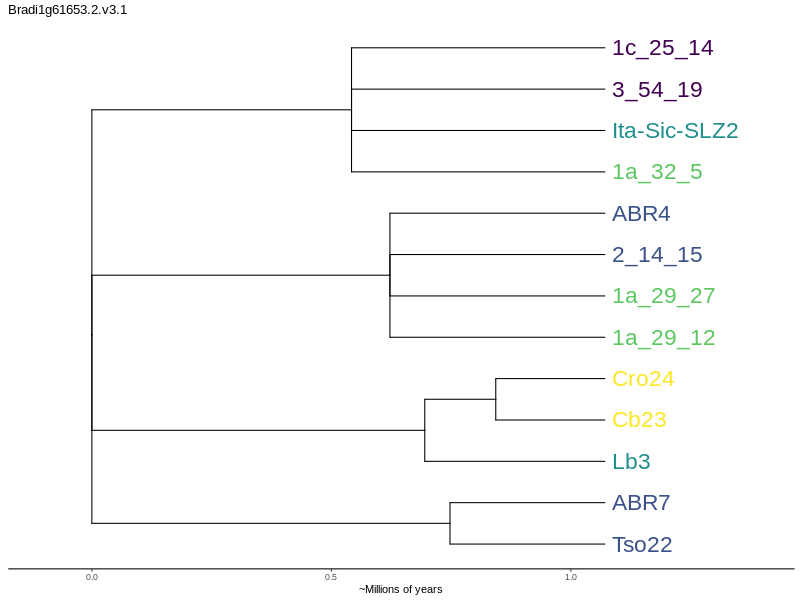 Bradi1g61653.2.v3.1
1c_25_14
3_54_19
Ita-Sic-SLZ2
1a_32_5
ABR4
2_14_15
1a_29_27
1a_29_12
Cro24
Cb23
Lb3
ABR7
Tso22
0.0 0.5 1.0
~Millions of years